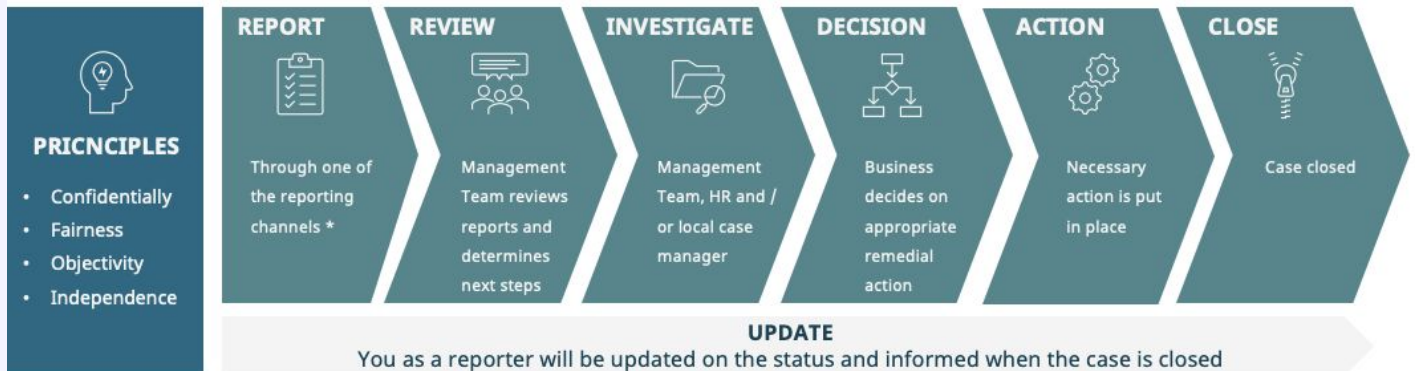 PRICNCIPLES
• Confidentially
• Fairness
• Objectivity
• Independence
REPORT
Through one of
the reporting
channels *
REVIEW
Management
Team reviews
reports and
determines
next steps
INVESTIGATE
Management
Team, HR and /
or local case
manager
DECISION
Business
decides on
appropriate
remedial
action
ACTION
Necessary
action is put
in place
CLOSE
Case closed
UPDATE
You as a reporter will be updated on the status and informed when the case is closed